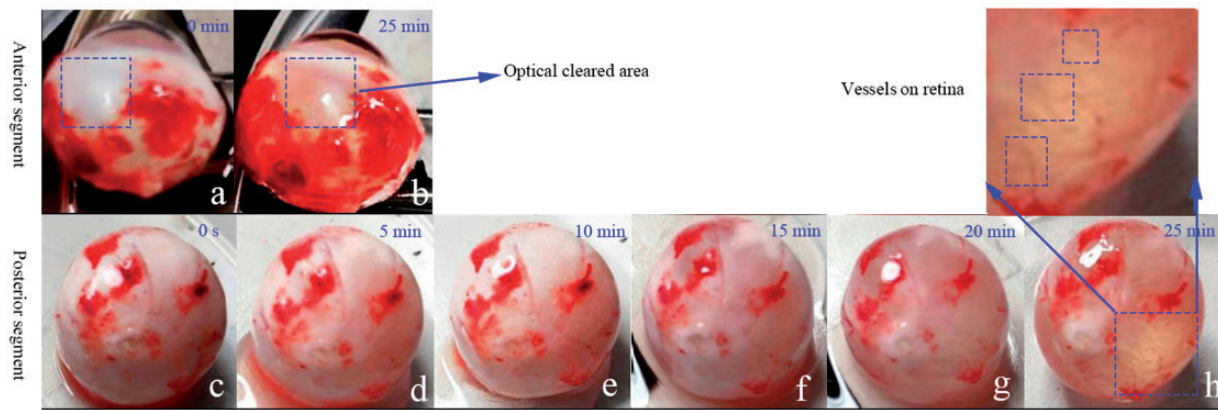 Anterior segment
0 min
25 min
Optical cleared area
Vessels on retina
a
b
Posterior segment
0 s
5 min
10 min
15 min
20 min
25 min
c
d
e
f
g
h